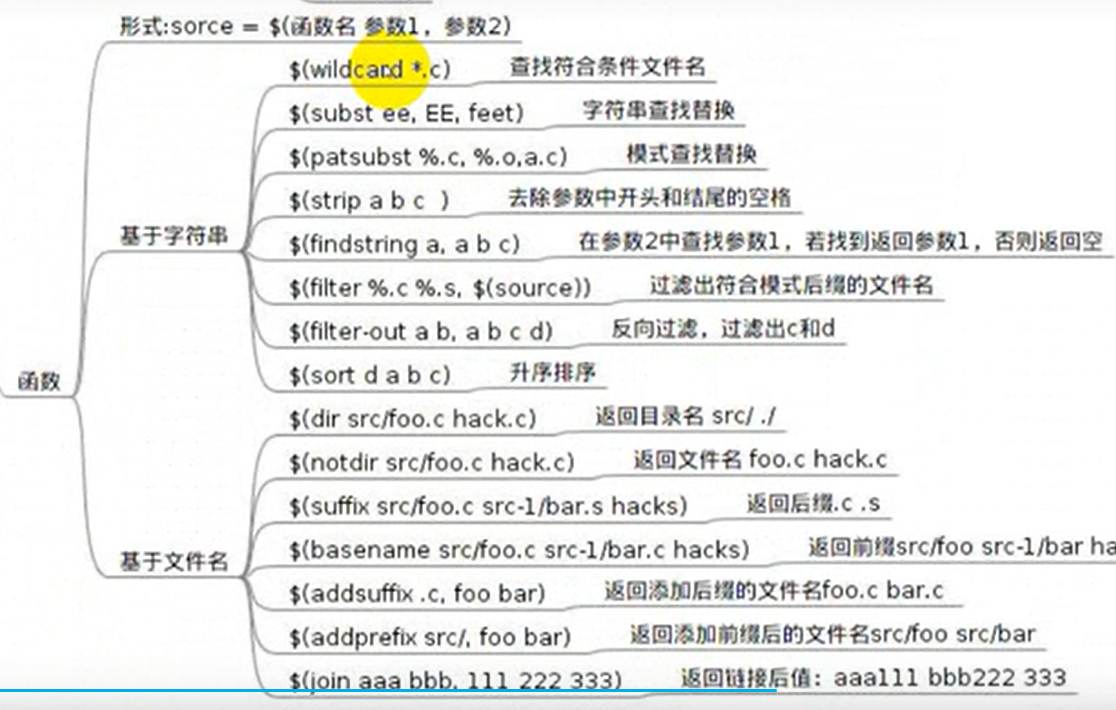 形式:sorce = $(函数名 参数1，参数2)
$(wildcard *.c) 查找符合条件文件名
$(subst ee, EE, feet) 字符串查找替换
$(patsubst %.c, %.o,a.c) 模式查找替换
$(strip a b c  ) 去除参数中开头和结尾的空格
基于字符串
$(findstring a, a b c) 在参数2中查找参数1，若找到返回参数1，否则返回空
$(filter %.c %.s, $(source)) 过滤出符合模式后缀的文件名
$(filter-out a b, a b c d) 反向过滤，过滤出c和d
$(sort d a b c) 升序排序
函数
$(dir src/foo.c hack.c) 返回目录名 src/ ./
$(notdir src/foo.c hack.c) 返回文件名 foo.c hack.c
$(suffix src/foo.c src-1/bar.s hacks) 返回后缀.c .s
$(basename src/foo.c src-1/bar.c hacks) 返回前缀src/foo src-1/bar ha
基于文件名
$(addsuffix .c, foo bar) 返回添加后缀的文件名foo.c bar.c
$(addprefix src/, foo bar) 返回添加前缀后的文件名src/foo src/bar
$(join aaa bbb, 111 222 333) 返回链接后值：aaa111 bbb222 333